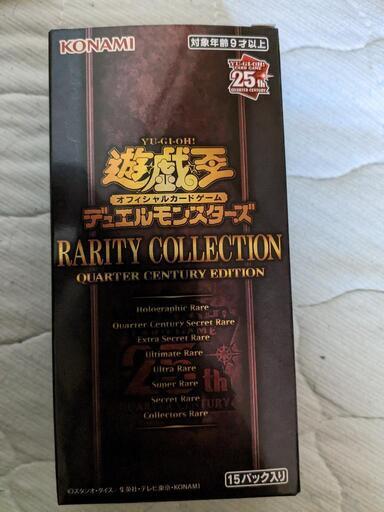 KONAMI
対象年齢9才以上
YU-GI-OH!
CARD GAME
25th
QUARTER CENTURY
YU-GI-OH!
遊戯王
オフィシャルカードゲーム
デュエルモンスターズ
RARITY COLLECTION
QUARTER CENTURY EDITION
Holographic Rare
Quarter Century Secret Rare
Extra Secret Rare
Ultimate Rare
Ultra Rare
Super Rare
Secret Rare
Collectors Rare
25th
QUARTER CENTURY
15パック入り
©スタジオ・ダイス／集英社・テレビ東京・KONAMI